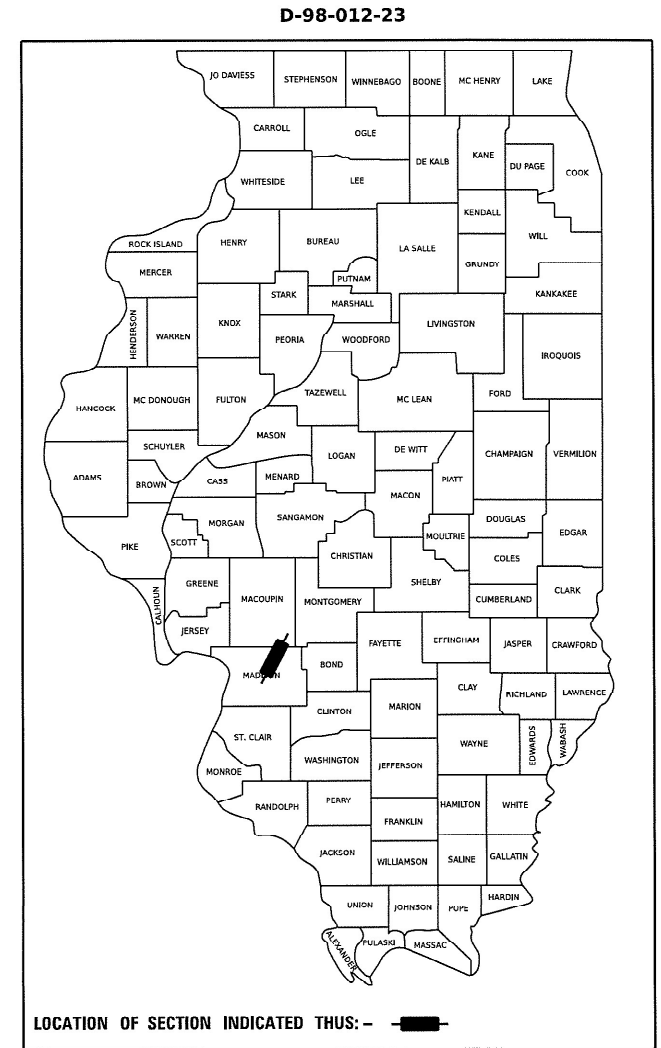 D-98-012-23
JO DAVIESS STEPHENSON WINNEBAGO BOONE MC HENRY LAKE
CARROLL OGLE
DE KALB KANE DU PAGE COOK
WHITESIDE LEE
KENDALL
ROCK ISLAND HENRY BUREAU LA SALLE WILL
MERCER PUTNAM GRUNDY
STARK MARSHALL KANKAKEE
HENDERSON WARREN KNOX PEORIA WOODFORD LIVINGSTON
IROQUOIS
HANCOCK MC DONOUGH FULTON TAZEWELL MC LEAN FORD
MASON
SCHUYLER LOGAN DE WITT CHAMPAIGN VERMILION
ADAMS BROWN CASS MENARD PIATT
MACON
MORGAN SANGAMON DOUGLAS
PIKE SCOTT CHRISTIAN MOULTRIE EDGAR
COLES
CALHOUN GREENE SHELBY
MACOUPIN MONTGOMERY CUMBERLAND CLARK
JERSEY FAYETTE EFFINGHAM JASPER CRAWFORD
MADISON BOND
CLAY RICHLAND LAWRENCE
CLINTON MARION
ST. CLAIR WAYNE EDWARDS WABASH
WASHINGTON JEFFERSON
MONROE
RANDOLPH PERRY HAMILTON WHITE
FRANKLIN
JACKSON WILLIAMSON SALINE GALLATIN
UNION JOHNSON POPE HARDIN
ALEXANDER PULASKI MASSAC
LOCATION OF SECTION INDICATED THUS: –